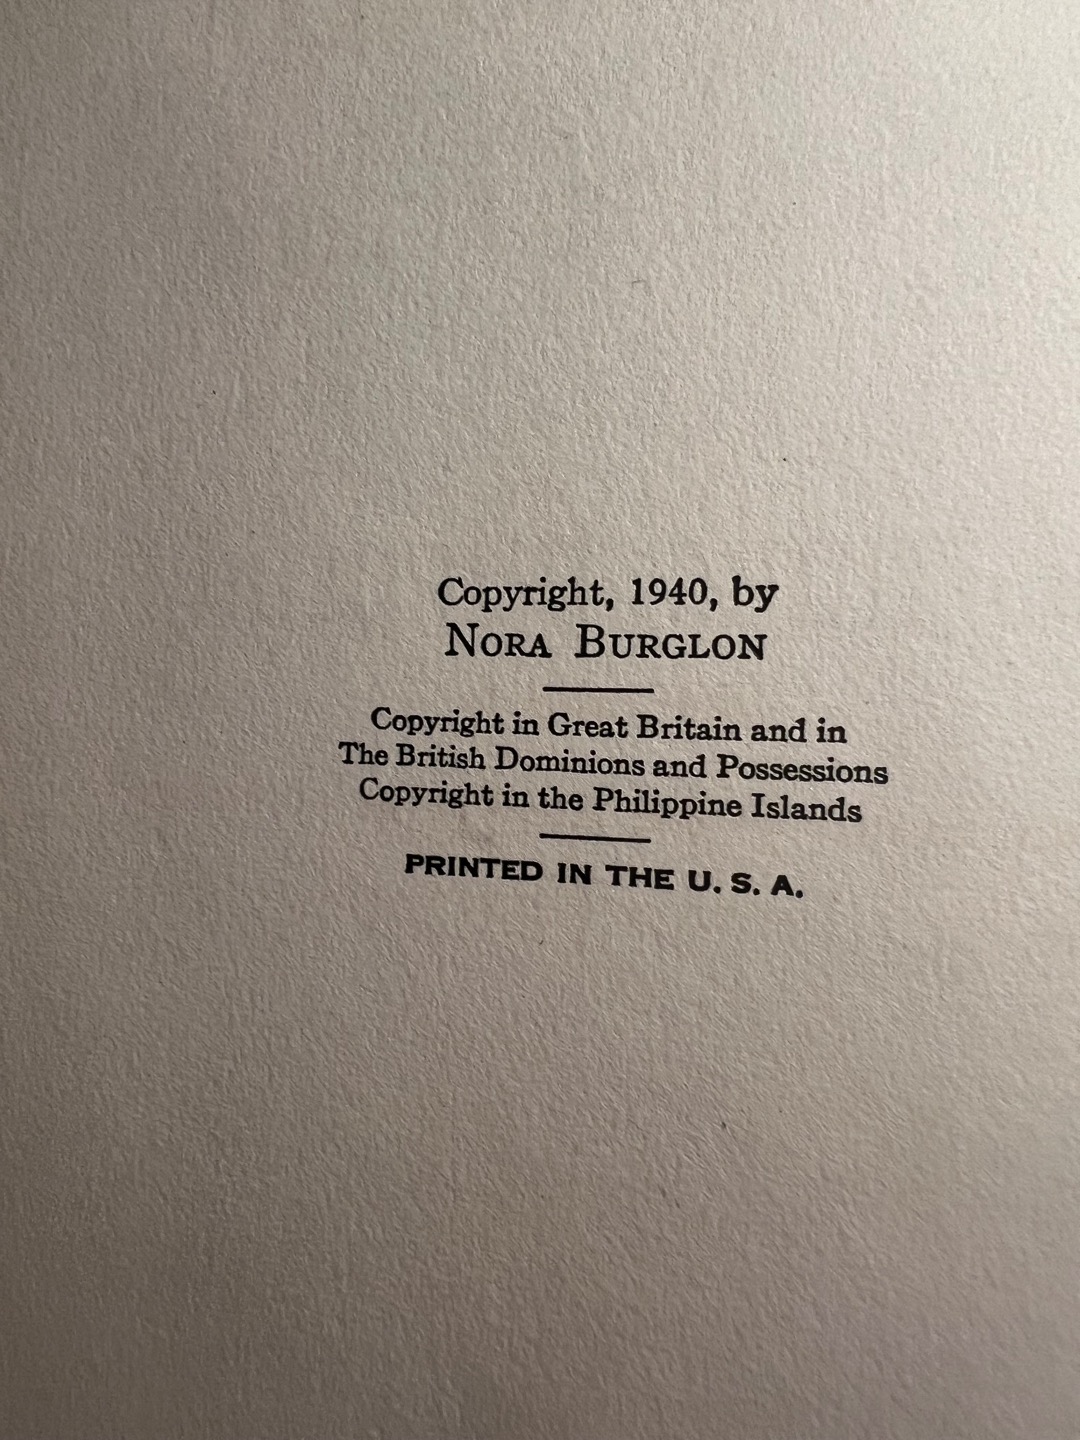 Copyright, 1940, by
NORA BURGLON
Copyright in Great Britain and in
The British Dominions and Possessions
Copyright in the Philippine Islands
PRINTED IN THE U. S. A.